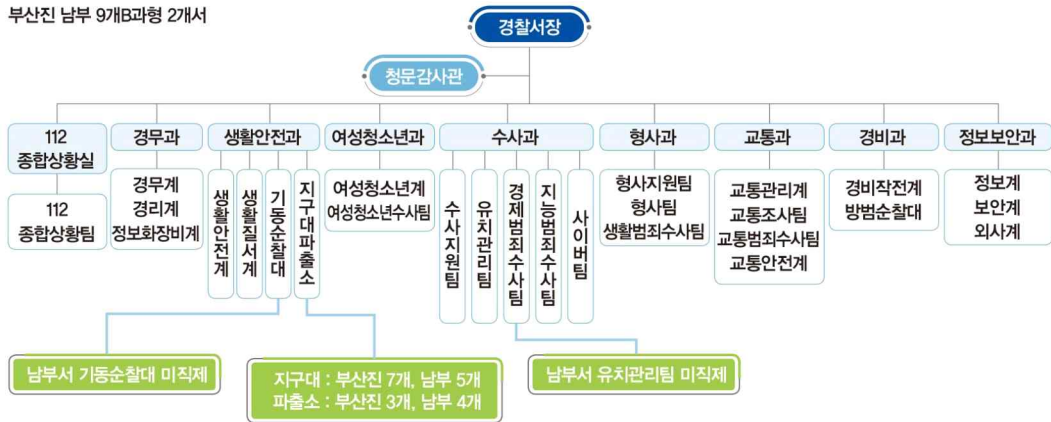 부산진 남부 9개B과형 2개서
경찰서장
청문감사관
112
종합상황실
112
종합상황팀
경무과
경무계
경리계
정보화장비계
생활안전과
생활안전계
생활질서계
기동순찰대
지구대파출소
여성청소년과
여성청소년계
여성청소년수사팀
수사과
수사지원팀
유치관리팀
경제범죄수사팀
지능범죄수사팀
사이버팀
형사과
형사지원팀
형사팀
생활범죄수사팀
교통과
교통관리계
교통조사팀
교통범죄수사팀
교통안전계
경비과
경비작전계
방범순찰대
정보보안과
정보계
보안계
외사계
남부서 기동순찰대 미직제
지구대 : 부산진 7개, 남부 5개
파출소 : 부산진 3개, 남부 4개
남부서 유치관리팀 미직제